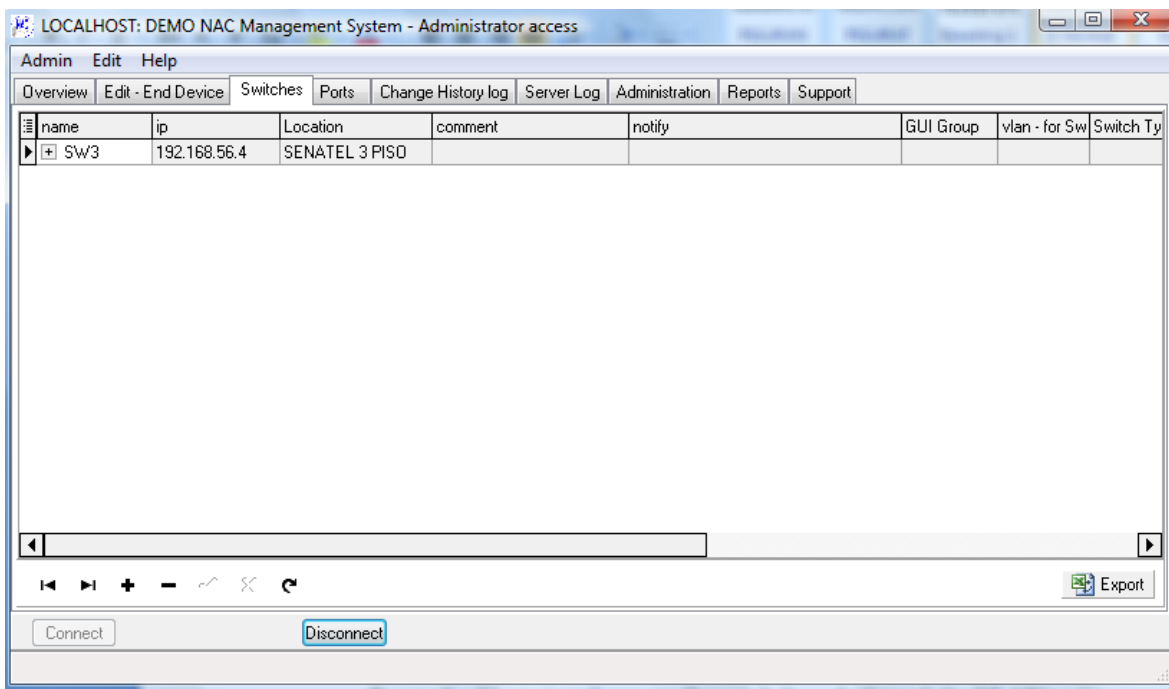 LOCALHOST: DEMO NAC Management System - Administrator access
Admin Edit Help
Overview Edit - End Device Switches Ports Change History log Server Log Administration Reports Support
name ip Location comment notify GUI Group vlan - for Sw Switch Ty
SW3 192.168.56.4 SENATEL 3 PISO
Export
Connect Disconnect